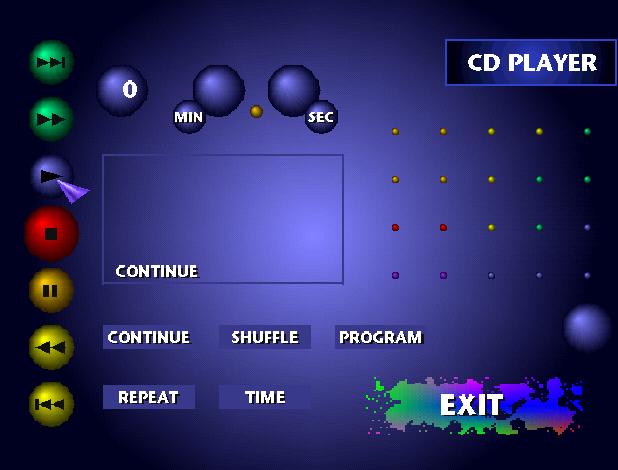 CD PLAYER
0
MIN
SEC
CONTINUE
CONTINUE
SHUFFLE
PROGRAM
REPEAT
TIME
EXIT